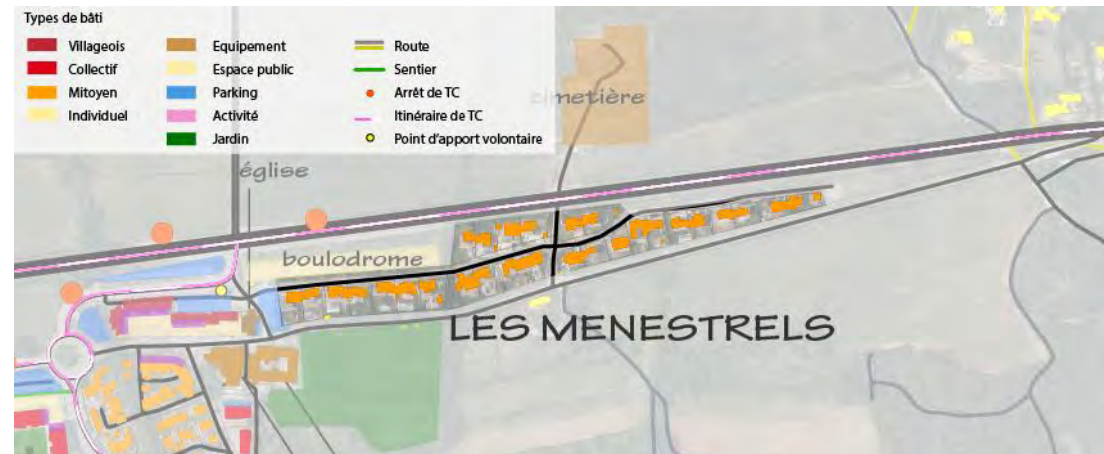 Types de bâti
Villageois
Collectif
Mitoyen
Individuel
Equipement
Espace public
Parking
Activité
Jardin
Route
Sentier
Arrêt de TC
Itinéraire de TC
Point d'apport volontaire
cimetière
église
boulodrome
LES MENESTRELS